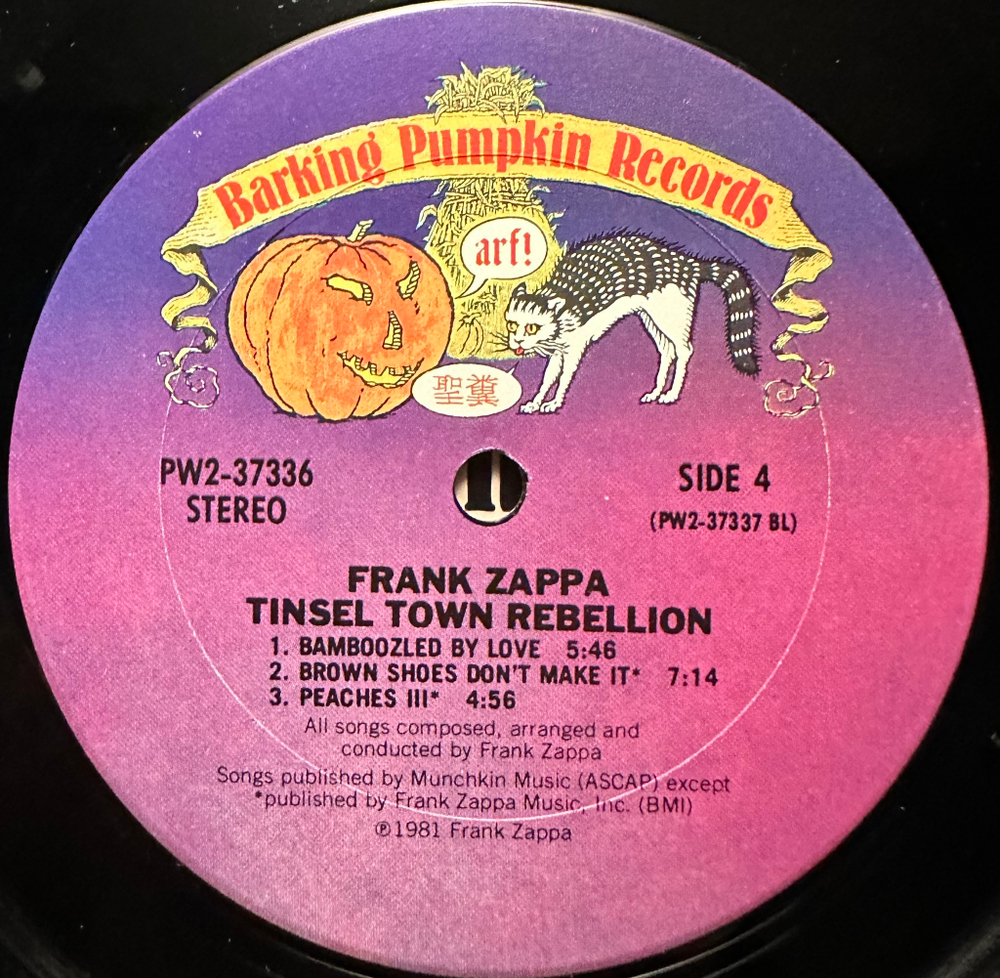 Barking Pumpkin Records
arf!
聖糞
PW2-37336
STEREO
SIDE 4
(PW2-37337 BL)
FRANK ZAPPA
TINSEL TOWN REBELLION
1. BAMBOOZLED BY LOVE 5:46
2. BROWN SHOES DON'T MAKE IT* 7:14
3. PEACHES III* 4:56
All songs composed, arranged and
conducted by Frank Zappa
Songs published by Munchkin Music (ASCAP) except
*published by Frank Zappa Music, Inc. (BMI)
℗1981 Frank Zappa